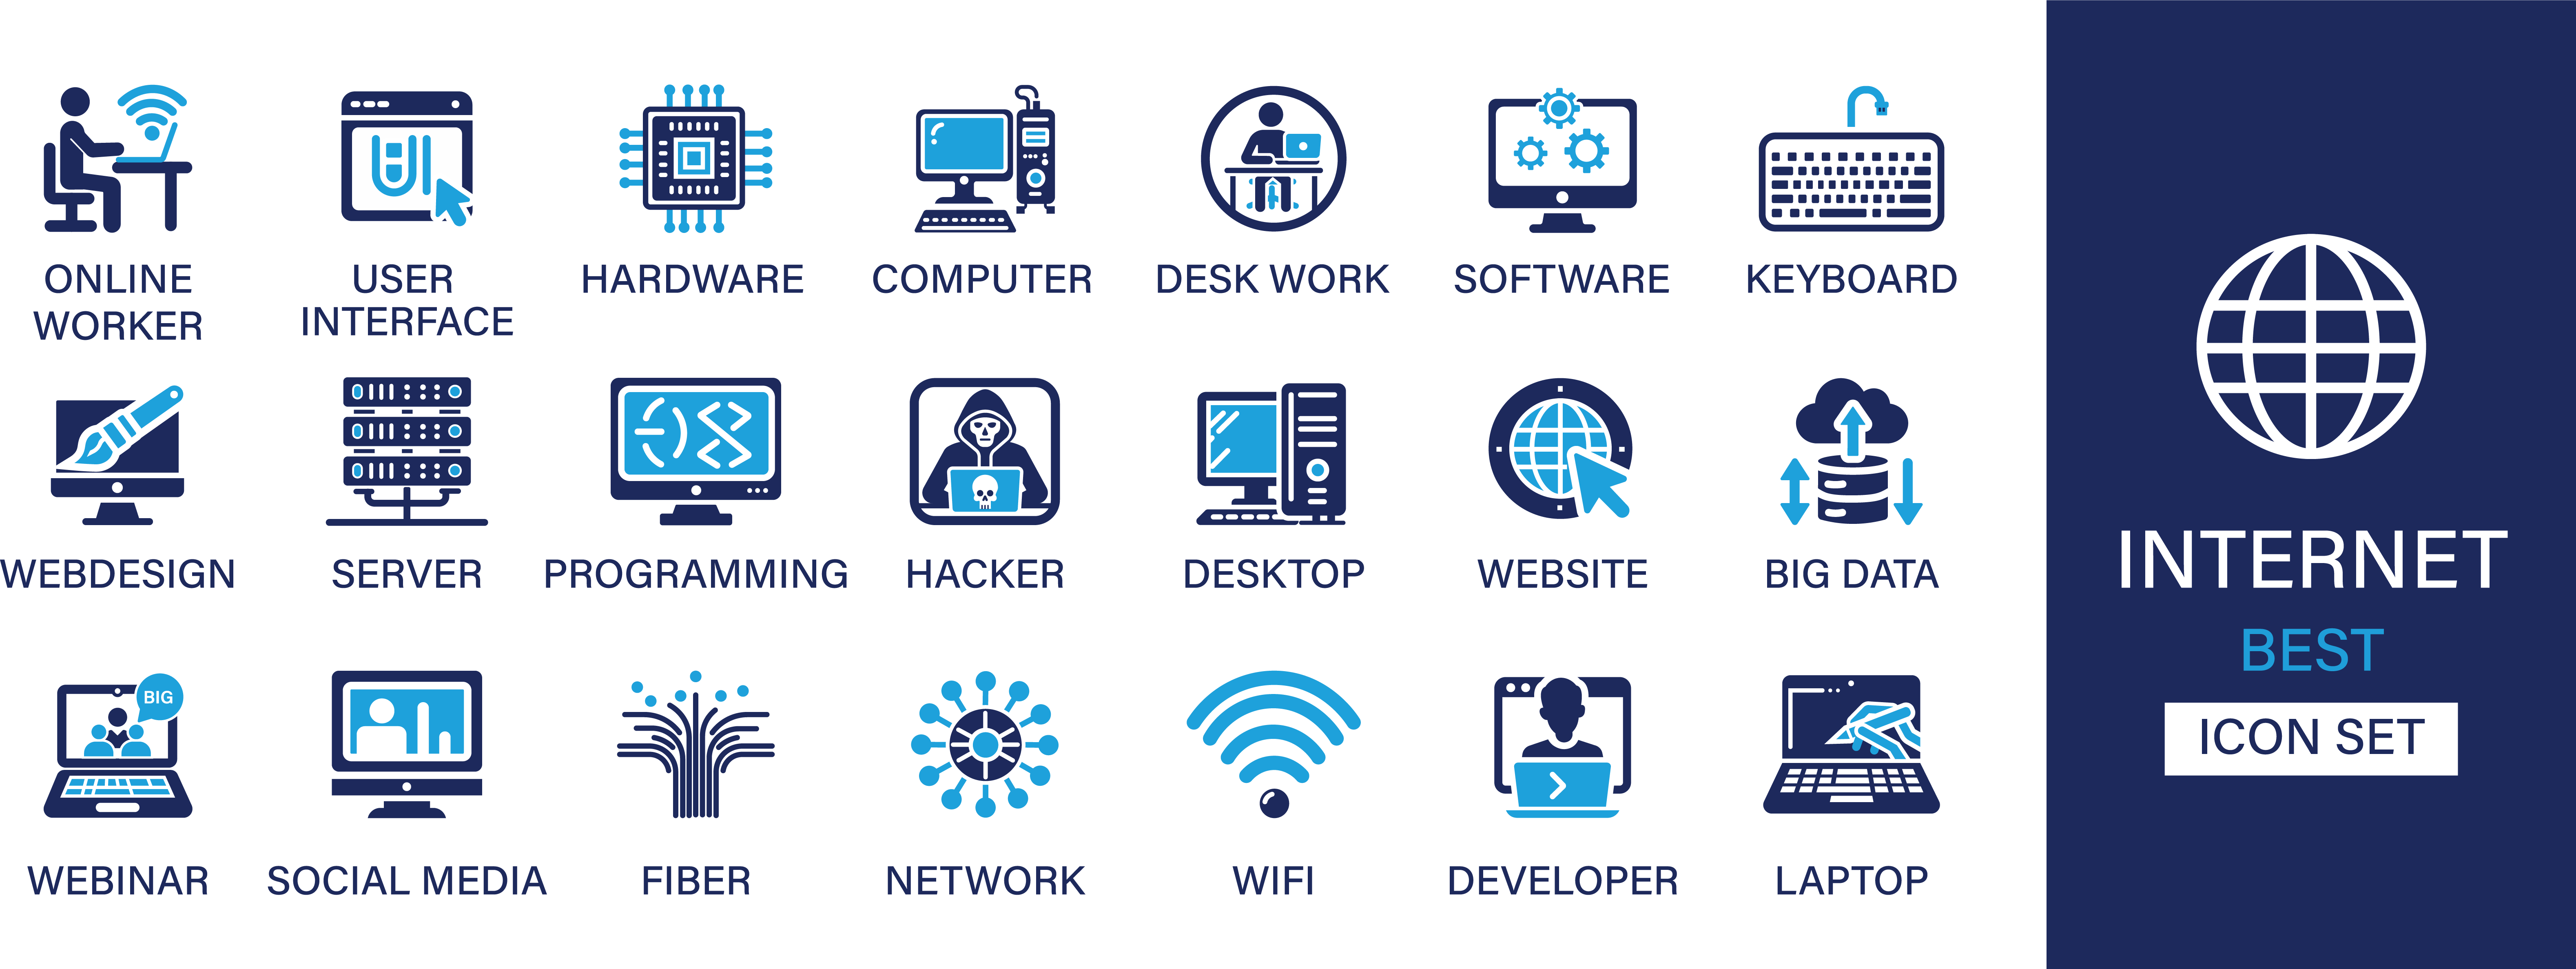 ONLINE
WORKER
USER
INTERFACE
HARDWARE
COMPUTER
DESK WORK
SOFTWARE
KEYBOARD
WEBDESIGN
SERVER
PROGRAMMING
HACKER
DESKTOP
WEBSITE
BIG DATA
BIG
WEBINAR
SOCIAL MEDIA
FIBER
NETWORK
WIFI
DEVELOPER
LAPTOP
INTERNET
BEST
ICON SET